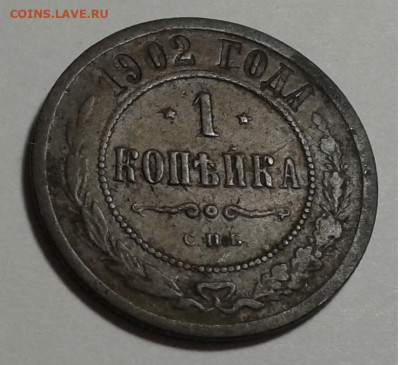 COINS.LAVE.RU
1902 ГОДА
1
КОПѢЙКА
С.П.Б.